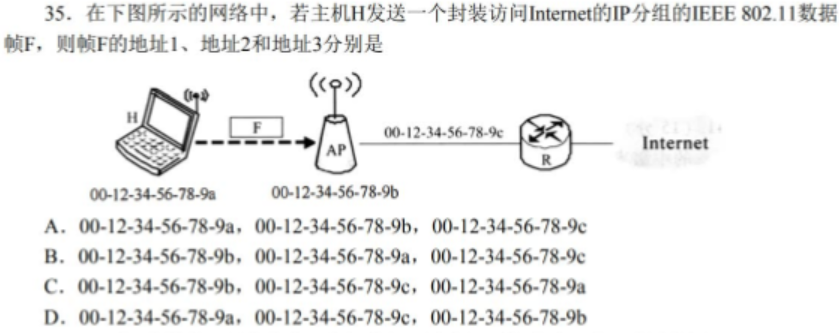 35．在下图所示的网络中，若主机H发送一个封装访问Internet的IP分组的IEEE 802.11数据
帧F，则帧F的地址1、地址2和地址3分别是
H
F
AP
00-12-34-56-78-9c
R
Internet
00-12-34-56-78-9a
00-12-34-56-78-9b
A．00-12-34-56-78-9a，00-12-34-56-78-9b，00-12-34-56-78-9c
B．00-12-34-56-78-9b，00-12-34-56-78-9a，00-12-34-56-78-9c
C．00-12-34-56-78-9b，00-12-34-56-78-9c，00-12-34-56-78-9a
D．00-12-34-56-78-9a，00-12-34-56-78-9c，00-12-34-56-78-9b